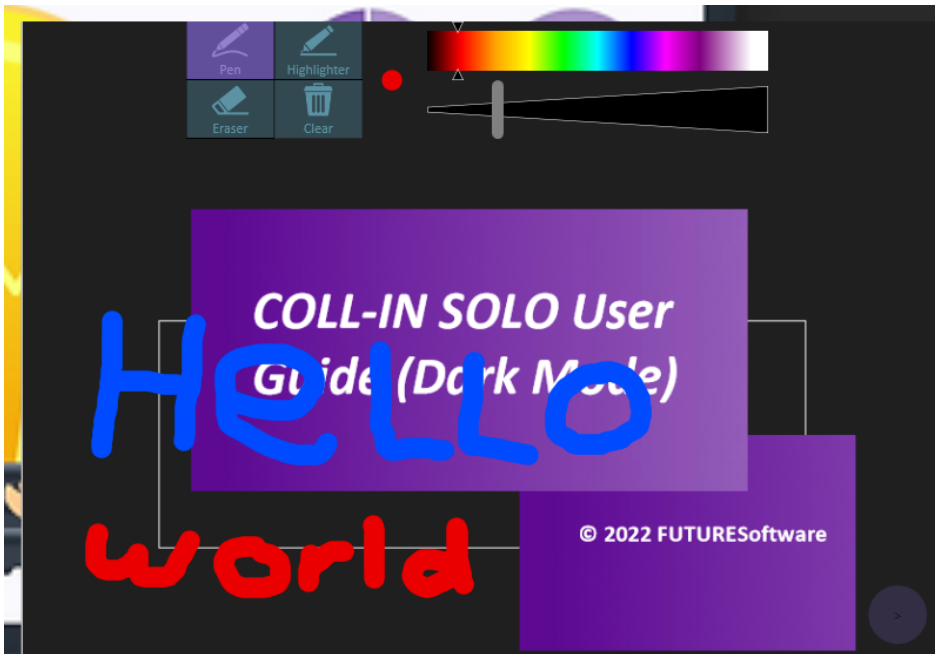 Pen
Highlighter
Eraser
Clear
COLL-IN SOLO User
Guide (Dark Mode)
Hello
world
© 2022 FUTURESoftware
>